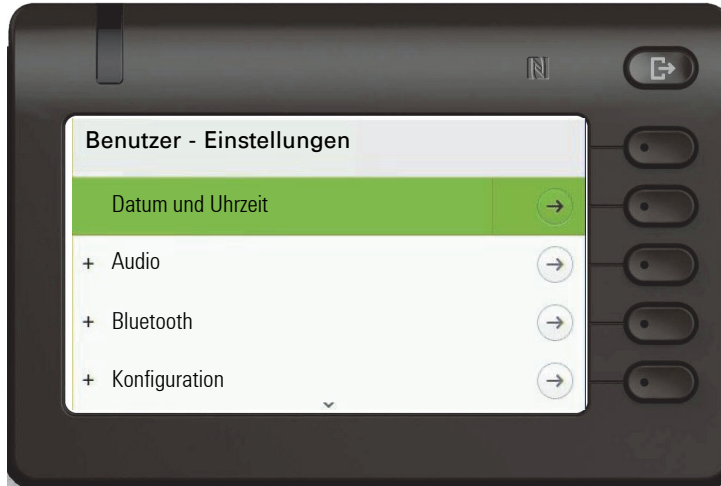 Benutzer - Einstellungen
Datum und Uhrzeit
+ Audio
+ Bluetooth
+ Konfiguration